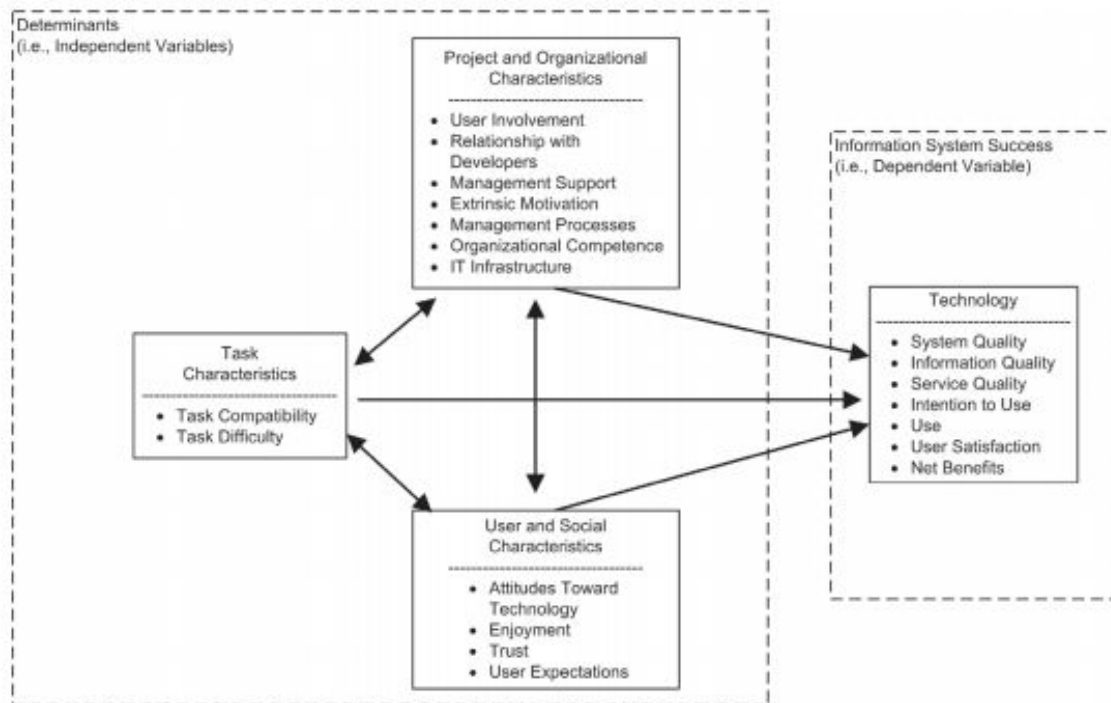 Determinants
(i.e., Independent Variables)
Project and Organizational
Characteristics
• User Involvement
• Relationship with
Developers
• Management Support
• Extrinsic Motivation
• Management Processes
• Organizational Competence
• IT Infrastructure
Task
Characteristics
• Task Compatibility
• Task Difficulty
User and Social
Characteristics
• Attitudes Toward
Technology
• Enjoyment
• Trust
• User Expectations
Information System Success
(i.e., Dependent Variable)
Technology
• System Quality
• Information Quality
• Service Quality
• Intention to Use
• Use
• User Satisfaction
• Net Benefits